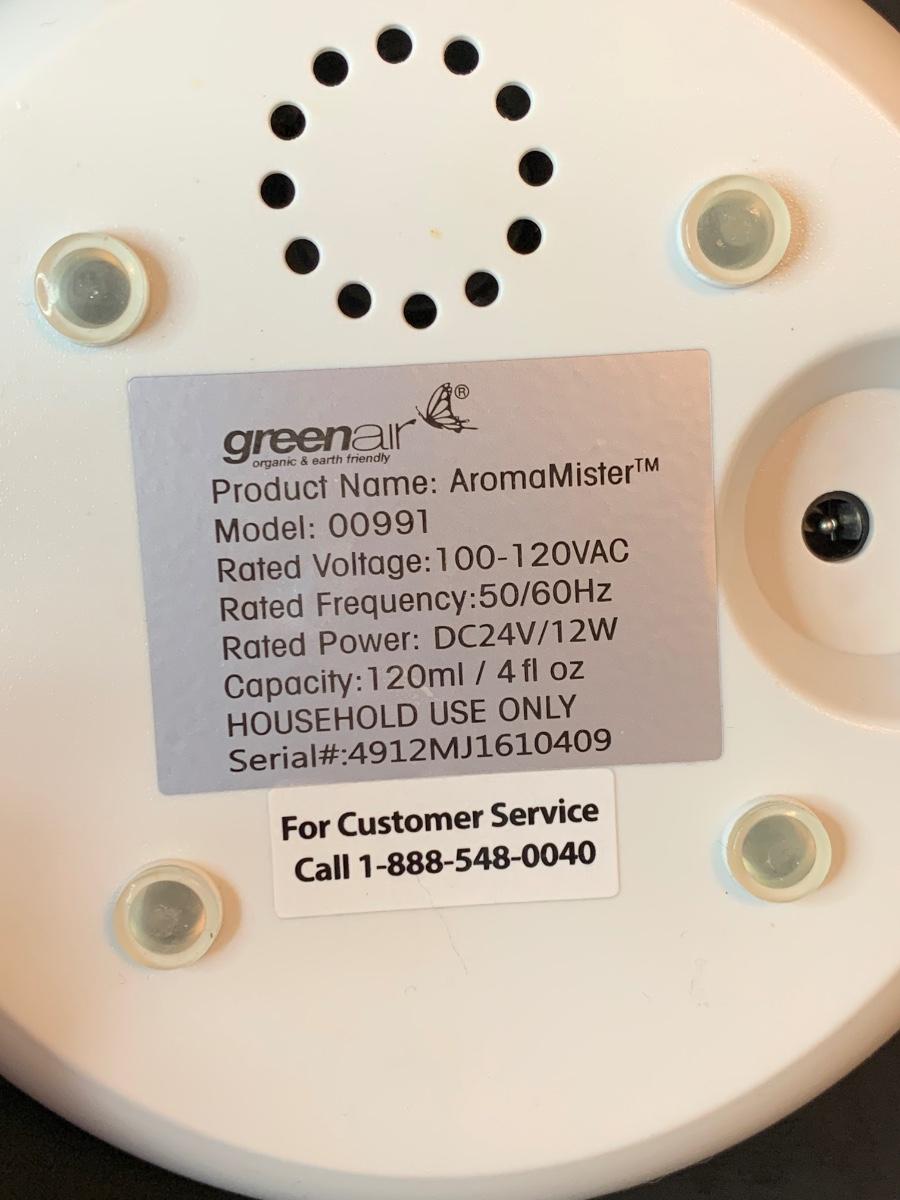 greenair®
organic & earth friendly
Product Name: AromaMister™
Model: 00991
Rated Voltage:100-120VAC
Rated Frequency:50/60Hz
Rated Power: DC24V/12W
Capacity:120ml / 4 fl oz
HOUSEHOLD USE ONLY
Serial#:4912MJ1610409
For Customer Service
Call 1-888-548-0040